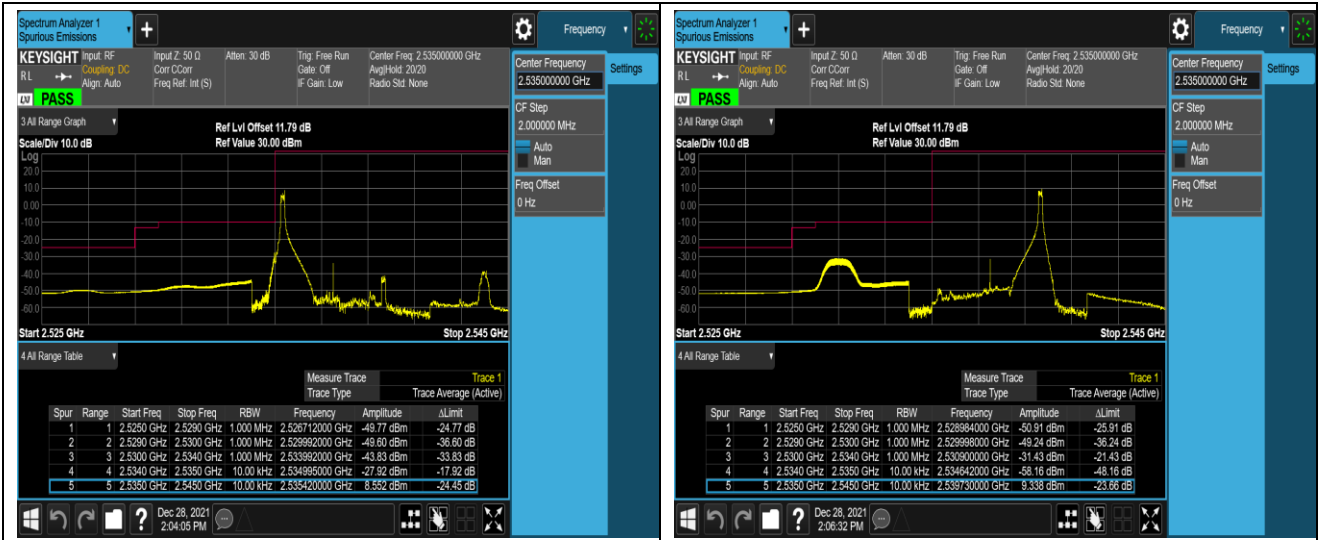 Spectrum Analyzer 1
Spurious Emissions
+
Frequency
KEYSIGHT Input: RF Input Z: 50 Ω Atten: 30 dB Trig: Free Run Center Freq: 2.535000000 GHz
Coupling: DC Corr CCorr Gate: Off Avg|Hold: 20/20
RL Align: Auto Freq Ref: Int (S) IF Gain: Low Radio Std: None
LXI PASS
Center Frequency
2.535000000 GHz
Settings
CF Step
2.000000 MHz
Auto
Man
Freq Offset
0 Hz
3 All Range Graph
Ref Lvl Offset 11.79 dB
Scale/Div 10.0 dB Ref Value 30.00 dBm
Log
20.0
10.0
0.00
-10.0
-20.0
-30.0
-40.0
-50.0
-60.0
Start 2.525 GHz Stop 2.545 GHz
4 All Range Table
Measure Trace Trace 1
Trace Type Trace Average (Active)
Spur Range Start Freq Stop Freq RBW Frequency Amplitude ΔLimit
1 1 2.5250 GHz 2.5290 GHz 1.000 MHz 2.526712000 GHz -49.77 dBm -24.77 dB
2 2 2.5290 GHz 2.5300 GHz 1.000 MHz 2.529992000 GHz -49.60 dBm -36.60 dB
3 3 2.5300 GHz 2.5340 GHz 1.000 MHz 2.533992000 GHz -43.83 dBm -33.83 dB
4 4 2.5340 GHz 2.5350 GHz 10.00 kHz 2.534995000 GHz -27.92 dBm -17.92 dB
5 5 2.5350 GHz 2.5450 GHz 10.00 kHz 2.535420000 GHz 8.552 dBm -24.45 dB
?
Dec 28, 2021
2:04:05 PM
Spectrum Analyzer 1
Spurious Emissions
+
Frequency
KEYSIGHT Input: RF Input Z: 50 Ω Atten: 30 dB Trig: Free Run Center Freq: 2.535000000 GHz
Coupling: DC Corr CCorr Gate: Off Avg|Hold: 20/20
RL Align: Auto Freq Ref: Int (S) IF Gain: Low Radio Std: None
LXI PASS
Center Frequency
2.535000000 GHz
Settings
CF Step
2.000000 MHz
Auto
Man
Freq Offset
0 Hz
3 All Range Graph
Ref Lvl Offset 11.79 dB
Scale/Div 10.0 dB Ref Value 30.00 dBm
Log
20.0
10.0
0.00
-10.0
-20.0
-30.0
-40.0
-50.0
-60.0
Start 2.525 GHz Stop 2.545 GHz
4 All Range Table
Measure Trace Trace 1
Trace Type Trace Average (Active)
Spur Range Start Freq Stop Freq RBW Frequency Amplitude ΔLimit
1 1 2.5250 GHz 2.5290 GHz 1.000 MHz 2.528984000 GHz -50.91 dBm -25.91 dB
2 2 2.5290 GHz 2.5300 GHz 1.000 MHz 2.529998000 GHz -49.24 dBm -36.24 dB
3 3 2.5300 GHz 2.5340 GHz 1.000 MHz 2.530900000 GHz -31.43 dBm -21.43 dB
4 4 2.5340 GHz 2.5350 GHz 10.00 kHz 2.534642000 GHz -58.16 dBm -48.16 dB
5 5 2.5350 GHz 2.5450 GHz 10.00 kHz 2.539730000 GHz 9.338 dBm -23.66 dB
?
Dec 28, 2021
2:06:32 PM